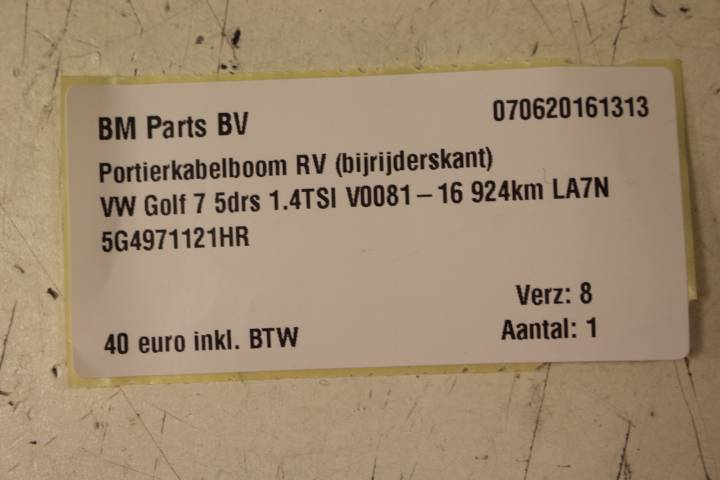 BM Parts BV 070620161313
Portierkabelboom RV (bijrijderskant)
VW Golf 7 5drs 1.4TSI V0081-16 924km LA7N
5G4971121HR
Verz: 8
40 euro inkl. BTW Aantal: 1